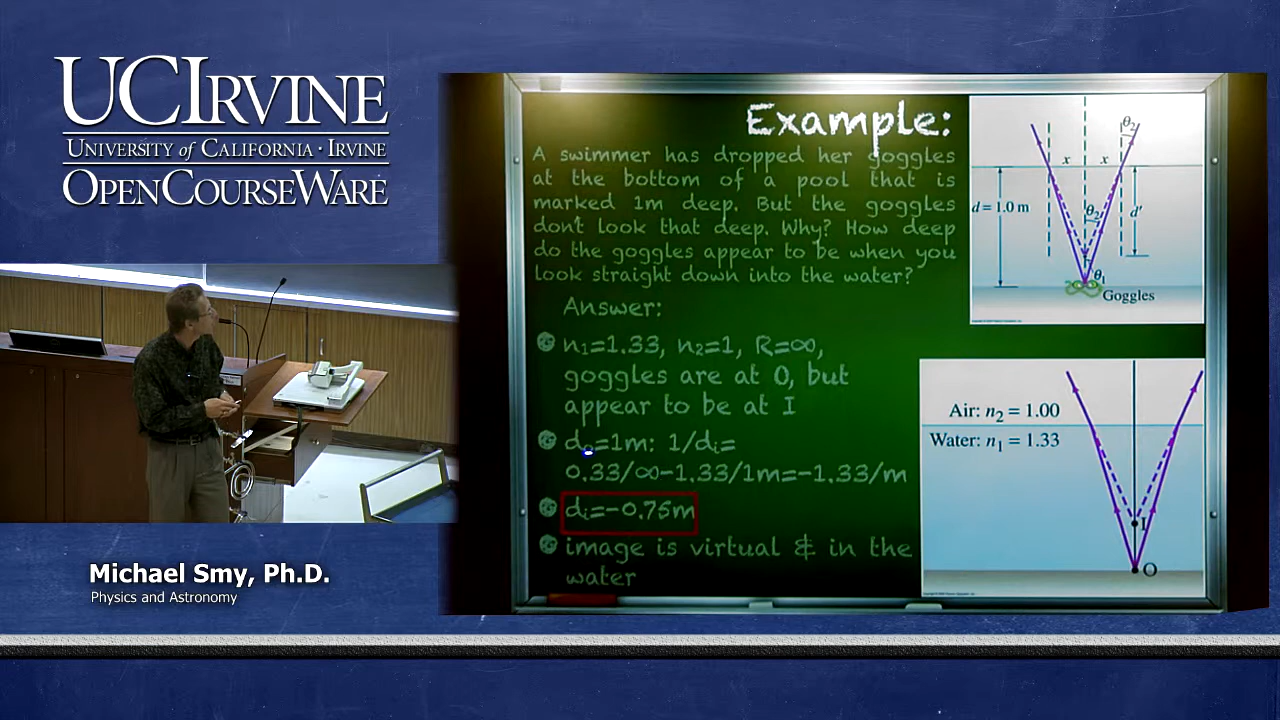 UCIRVINE
UNIVERSITY of CALIFORNIA · IRVINE
OPENCOURSEWARE
Michael Smy, Ph.D.
Physics and Astronomy
Example:
A swimmer has dropped her goggles
at the bottom of a pool that is
marked 1m deep. But the goggles
don't look that deep. Why? How deep
do the goggles appear to be when you
look straight down into the water?
Answer:
n₁=1.33, n₂=1, R=∞,
goggles are at O, but
appear to be at I
dₒ=1m: 1/dᵢ=
0.33/∞-1.33/1m=-1.33/m
dᵢ=-0.75m
image is virtual & in the
water
θ₂
x x
d = 1.0 m
θ₂
d'
θ₁
Goggles
Air: n₂ = 1.00
Water: n₁ = 1.33
I
O